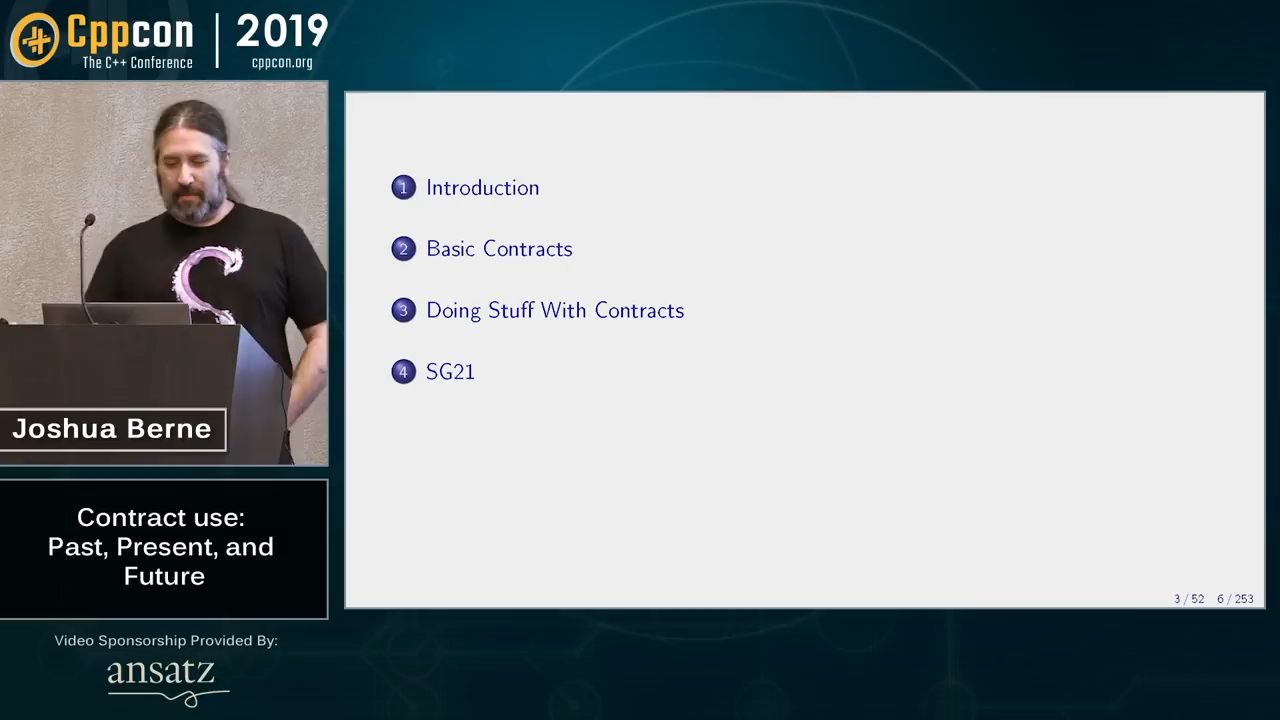 Cppcon
The C++ Conference
2019
cppcon.org
Joshua Berne
Contract use:
Past, Present, and
Future
Video Sponsorship Provided By:
ansatz
1 Introduction
2 Basic Contracts
3 Doing Stuff With Contracts
4 SG21
3 / 52 6 / 253